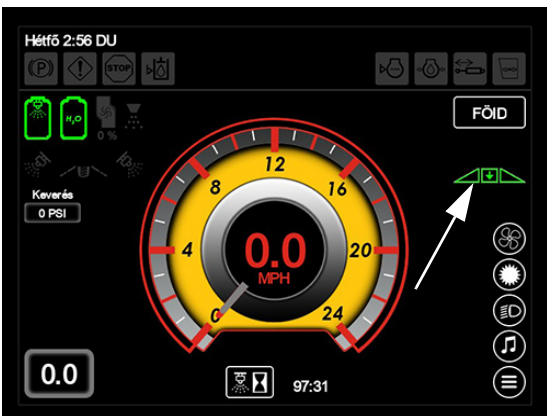 Hétfő 2:56 DU
(P)
STOP
H₂O
0 %
FÖlD
Keverés
0 PSI
0
4
8
12
16
20
24
0.0
MPH
0.0
97:31